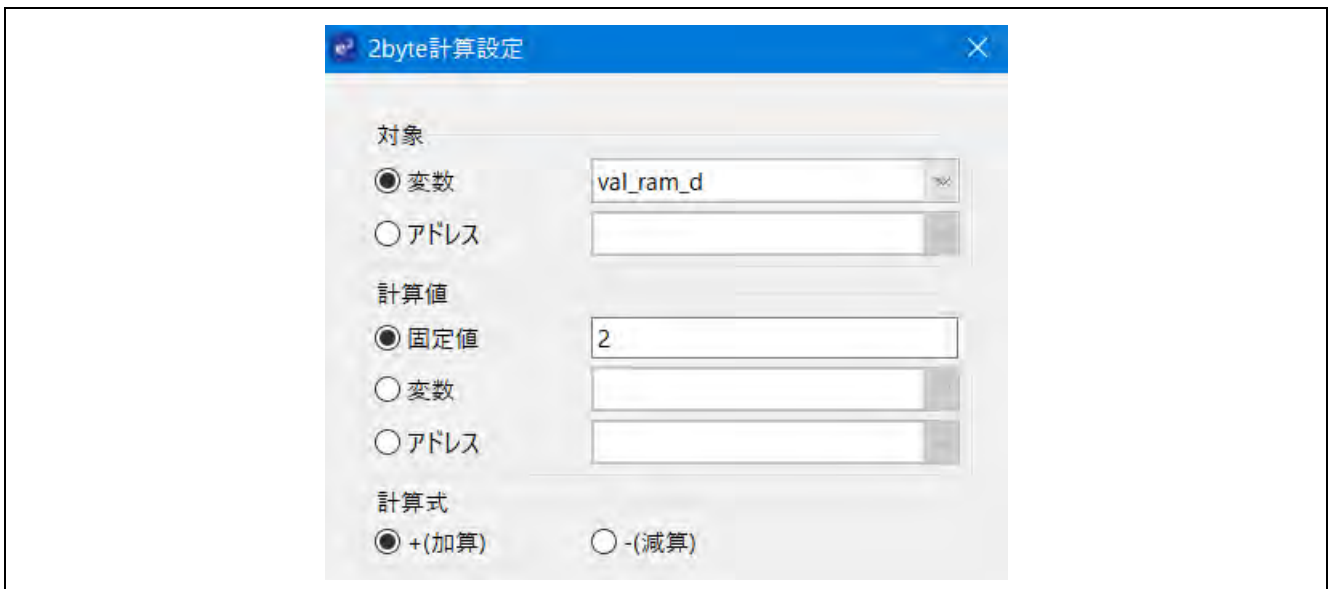 2byte計算設定
対象
変数 val_ram_d
アドレス
計算値
固定値 2
変数
アドレス
計算式
+(加算) -(減算)